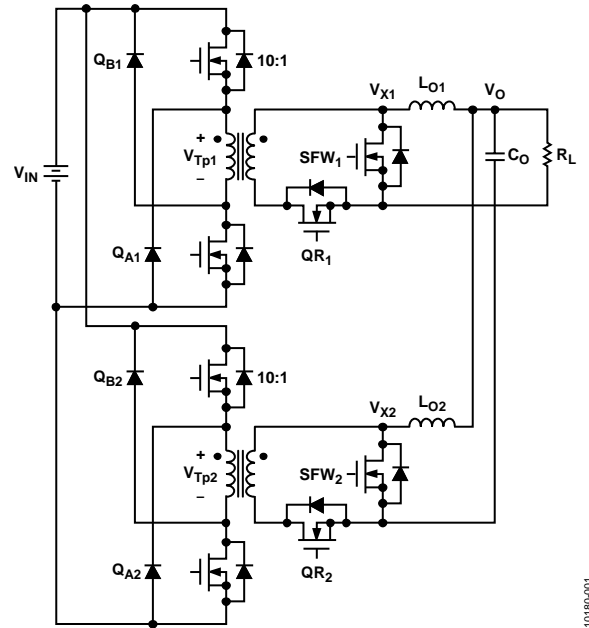 QB1
10:1
VX1
LO1
VO
+
VTp1
−
SFW1
CO
RL
VIN
QA1
QR1
QB2
10:1
VX2
LO2
+
VTp2
−
SFW2
QA2
QR2
10180-001